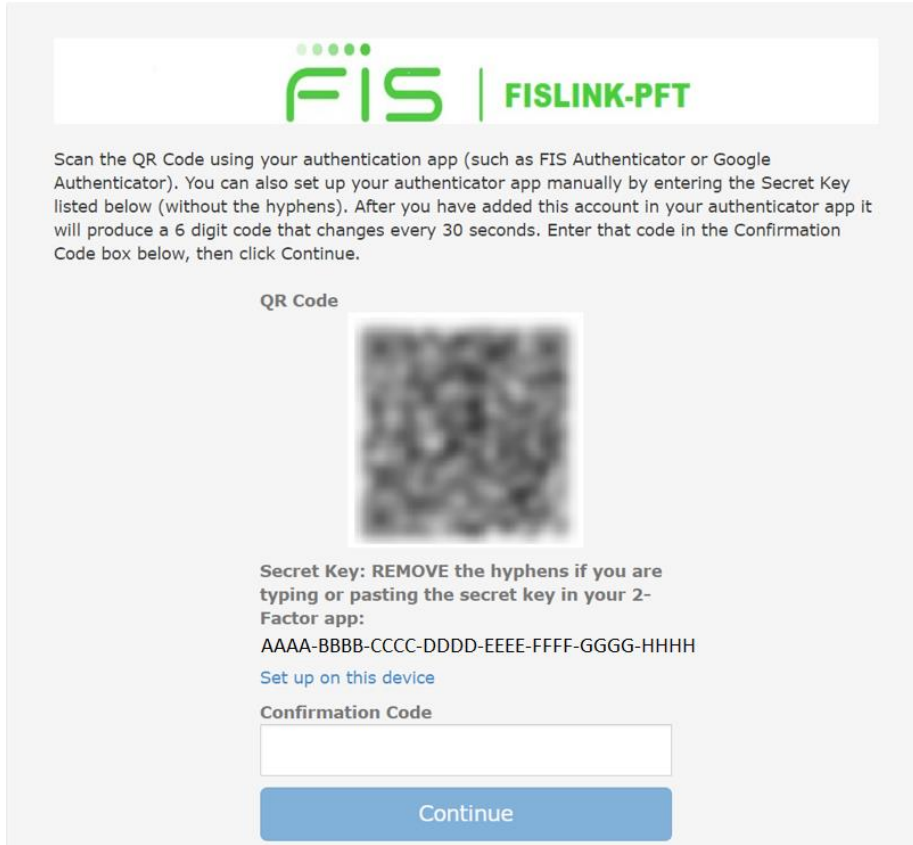 FIS | FISLINK-PFT
Scan the QR Code using your authentication app (such as FIS Authenticator or Google
Authenticator). You can also set up your authenticator app manually by entering the Secret Key
listed below (without the hyphens). After you have added this account in your authenticator app it
will produce a 6 digit code that changes every 30 seconds. Enter that code in the Confirmation
Code box below, then click Continue.
QR Code
Secret Key: REMOVE the hyphens if you are
typing or pasting the secret key in your 2-
Factor app:
AAAA-BBBB-CCCC-DDDD-EEEE-FFFF-GGGG-HHHH
Set up on this device
Confirmation Code
Continue